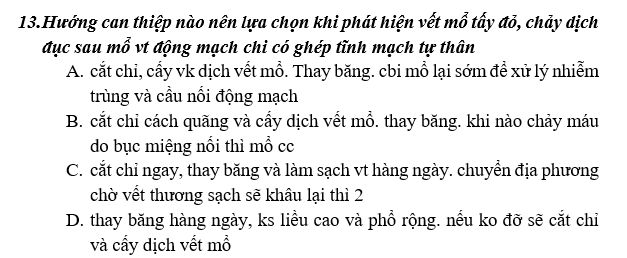 13.Hướng can thiệp nào nên lựa chọn khi phát hiện vết mổ tấy đỏ, chảy dịch
đục sau mổ vt động mạch chi có ghép tĩnh mạch tự thân
A. cắt chỉ, cấy vk dịch vết mổ. Thay băng. cbi mổ lại sớm để xử lý nhiễm
trùng và cầu nối động mạch
B. cắt chỉ cách quãng và cấy dịch vết mổ. thay băng. khi nào chảy máu
do bục miệng nối thì mổ cc
C. cắt chỉ ngay, thay băng và làm sạch vt hàng ngày. chuyển địa phương
chờ vết thương sạch sẽ khâu lại thì 2
D. thay băng hàng ngày, ks liều cao và phổ rộng. nếu ko đỡ sẽ cắt chỉ
và cấy dịch vết mổ